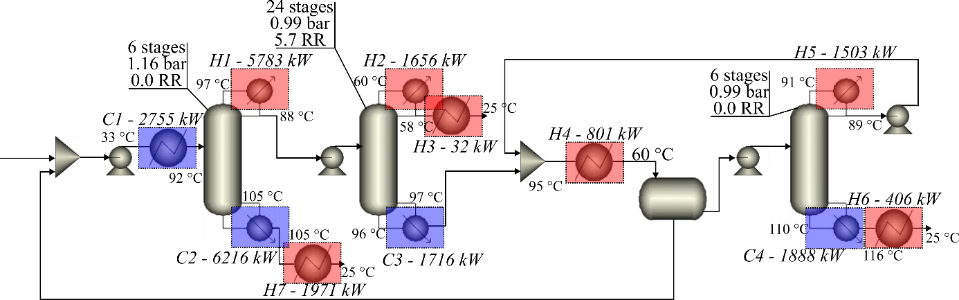 6 stages
1.16 bar
0.0 RR
H1 - 5783 kW
97 °C
88 °C
C1 - 2755 kW
33 °C
92 °C
105 °C
C2 - 6216 kW
105 °C
25 °C
H7 - 1971 kW
24 stages
0.99 bar
5.7 RR
H2 - 1656 kW
60 °C
58 °C
25 °C
H3 - 32 kW
97 °C
96 °C
C3 - 1716 kW
H4 - 801 kW
95 °C
60 °C
6 stages
0.99 bar
0.0 RR
H5 - 1503 kW
91 °C
89 °C
H6 - 406 kW
110 °C
116 °C
25 °C
C4 - 1888 kW